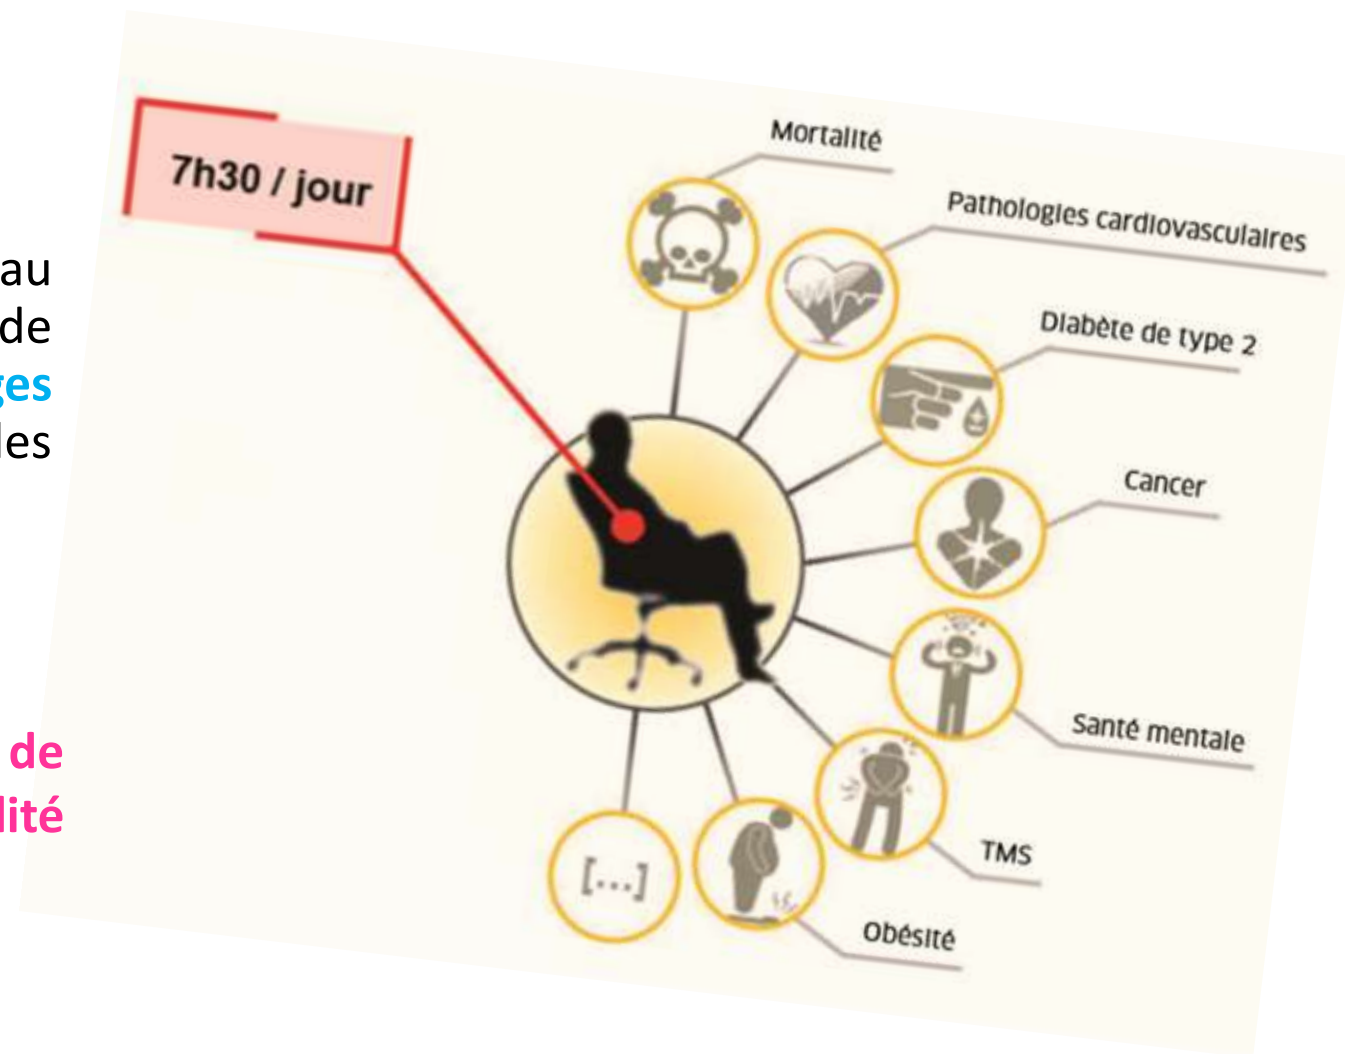 Mortalité
7h30 / jour
Pathologies cardiovasculaires
au
de
ges
les
Diabète de type 2
Cancer
de
lité
Santé mentale
TMS
[...]
Obésité